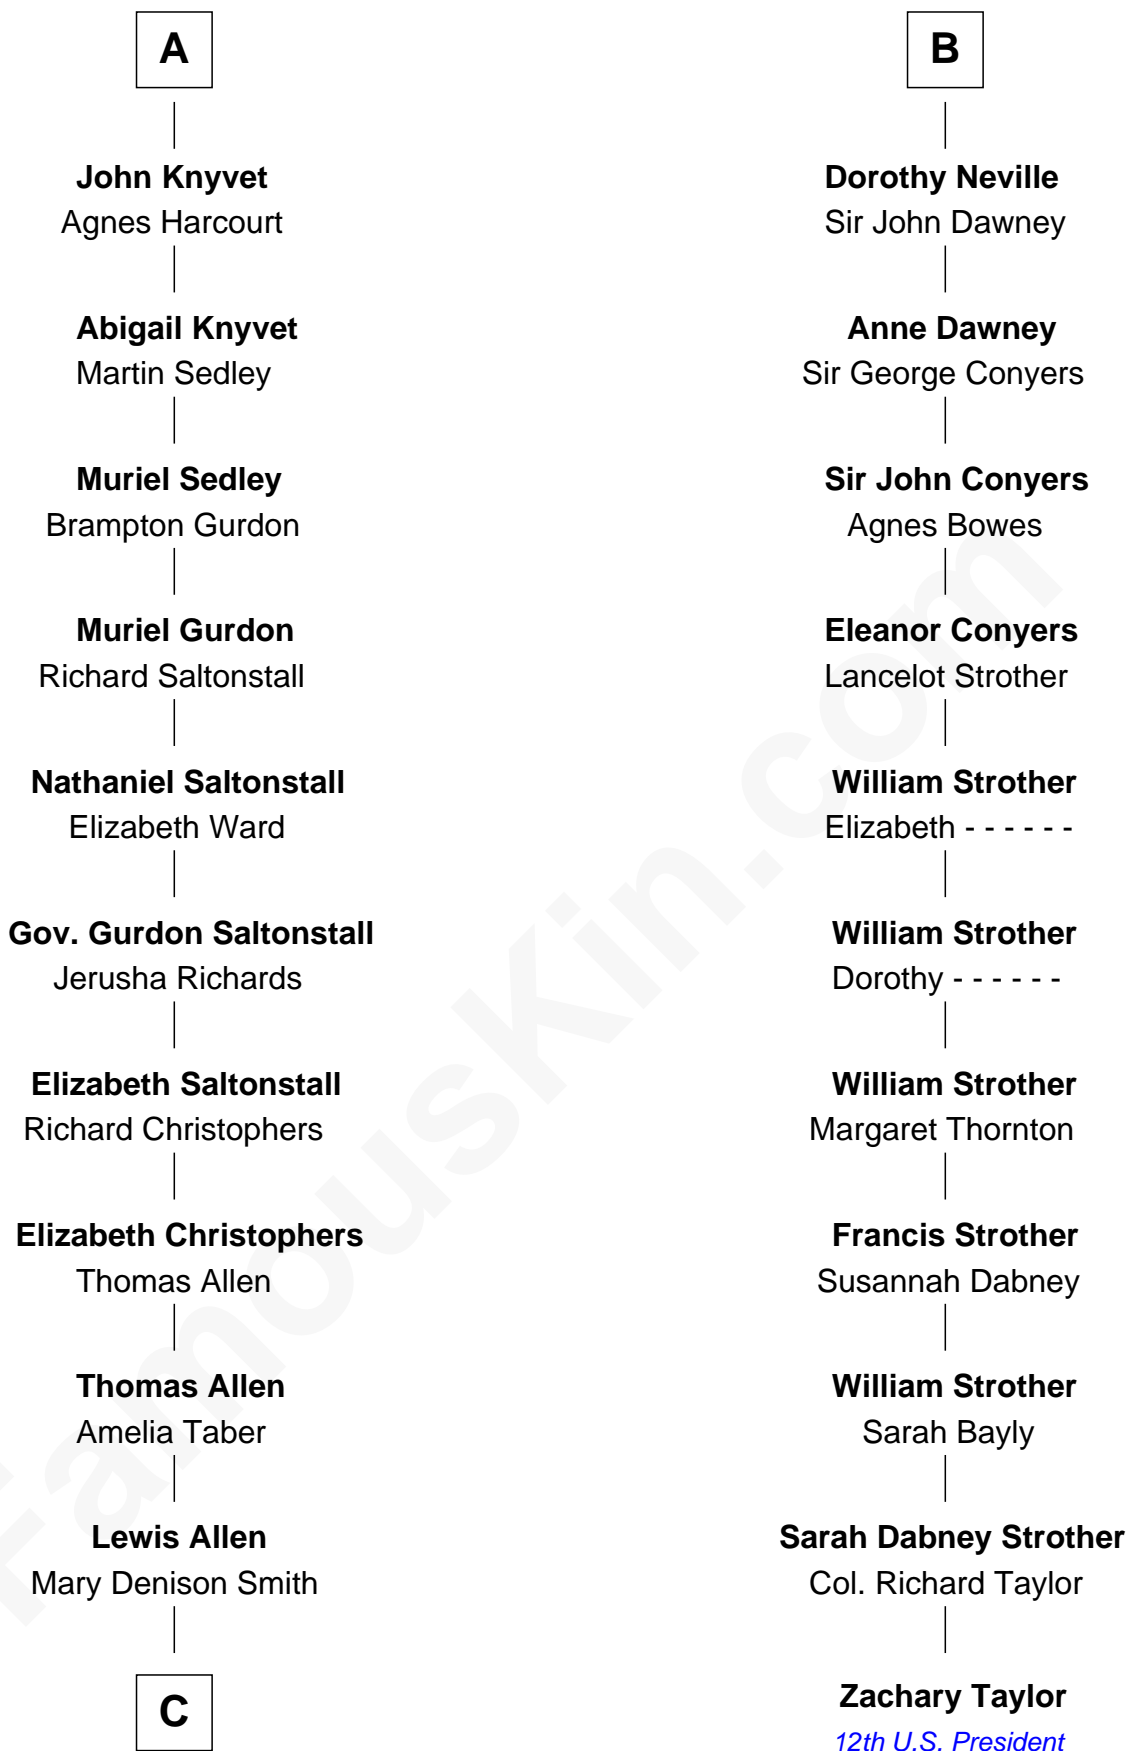 A
John Knyvet
Agnes Harcourt
Abigail Knyvet
Martin Sedley
Muriel Sedley
Brampton Gurdon
Muriel Gurdon
Richard Saltonstall
Nathaniel Saltonstall
Elizabeth Ward
Gov. Gurdon Saltonstall
Jerusha Richards
Elizabeth Saltonstall
Richard Christophers
Elizabeth Christophers
Thomas Allen
Thomas Allen
Amelia Taber
Lewis Allen
Mary Denison Smith
C
B
Dorothy Neville
Sir John Dawney
Anne Dawney
Sir George Conyers
Sir John Conyers
Agnes Bowes
Eleanor Conyers
Lancelot Strother
William Strother
Elizabeth - - - - - -
William Strother
Dorothy - - - - - -
William Strother
Margaret Thornton
Francis Strother
Susannah Dabney
William Strother
Sarah Bayly
Sarah Dabney Strother
Col. Richard Taylor
Zachary Taylor
12th U.S. President
FamousKin.com